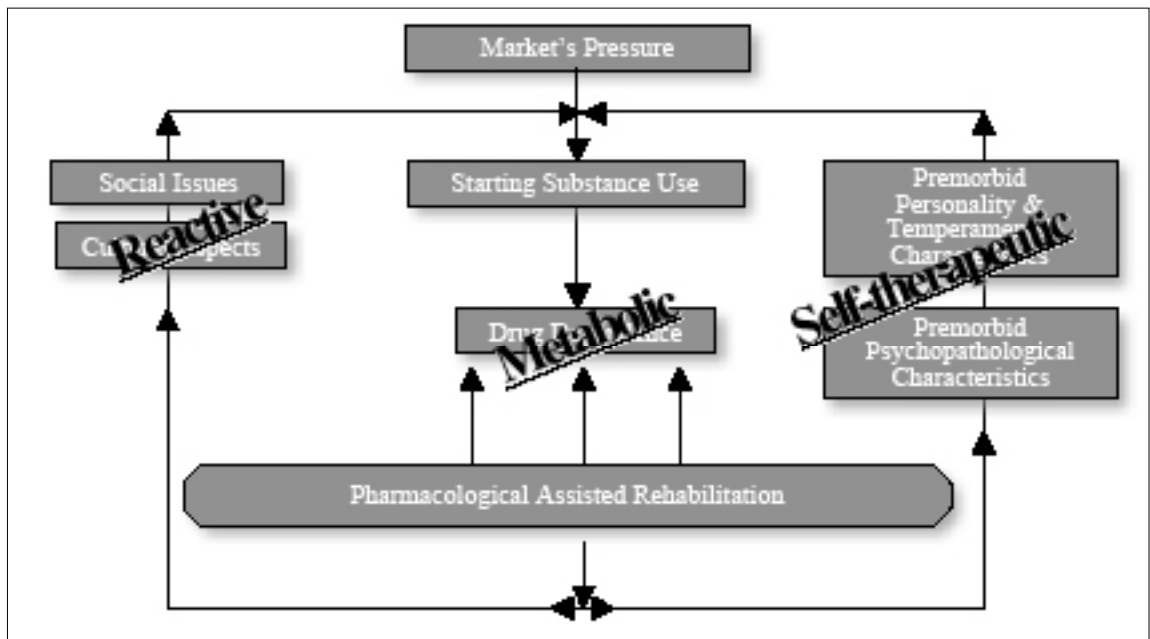 Market's Pressure
Social Issues
Starting Substance Use
Premorbid
Personality &
Reactive
Metabolic
Self-therapeutic
Premorbid
Psychopathological
Characteristics
Pharmacological Assisted Rehabilitation